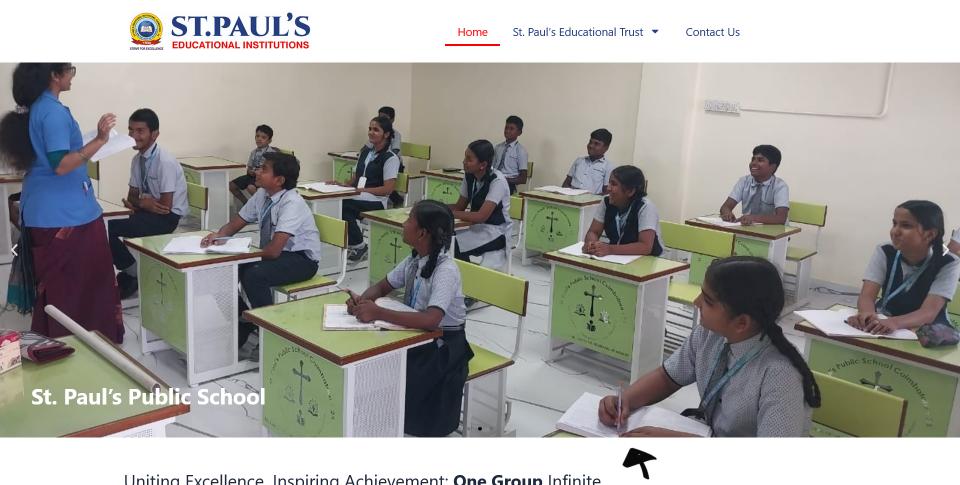 ST.PAUL'S
EDUCATIONAL INSTITUTIONS
STRIVE FOR EXCELLENCE
Home
St. Paul's Educational Trust
Contact Us
St. Paul's Public School
Uniting Excellence, Inspiring Achievement: One Group Infinite